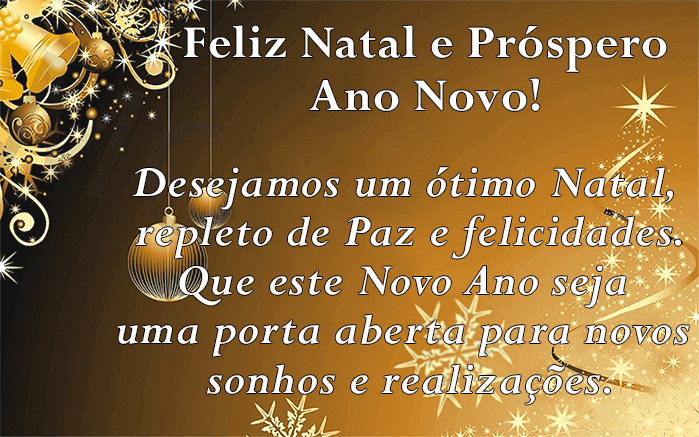 Feliz Natal e Próspero
Ano Novo!
Desejamos um ótimo Natal,
repleto de Paz e felicidades.
Que este Novo Ano seja
uma porta aberta para novos
sonhos e realizações.